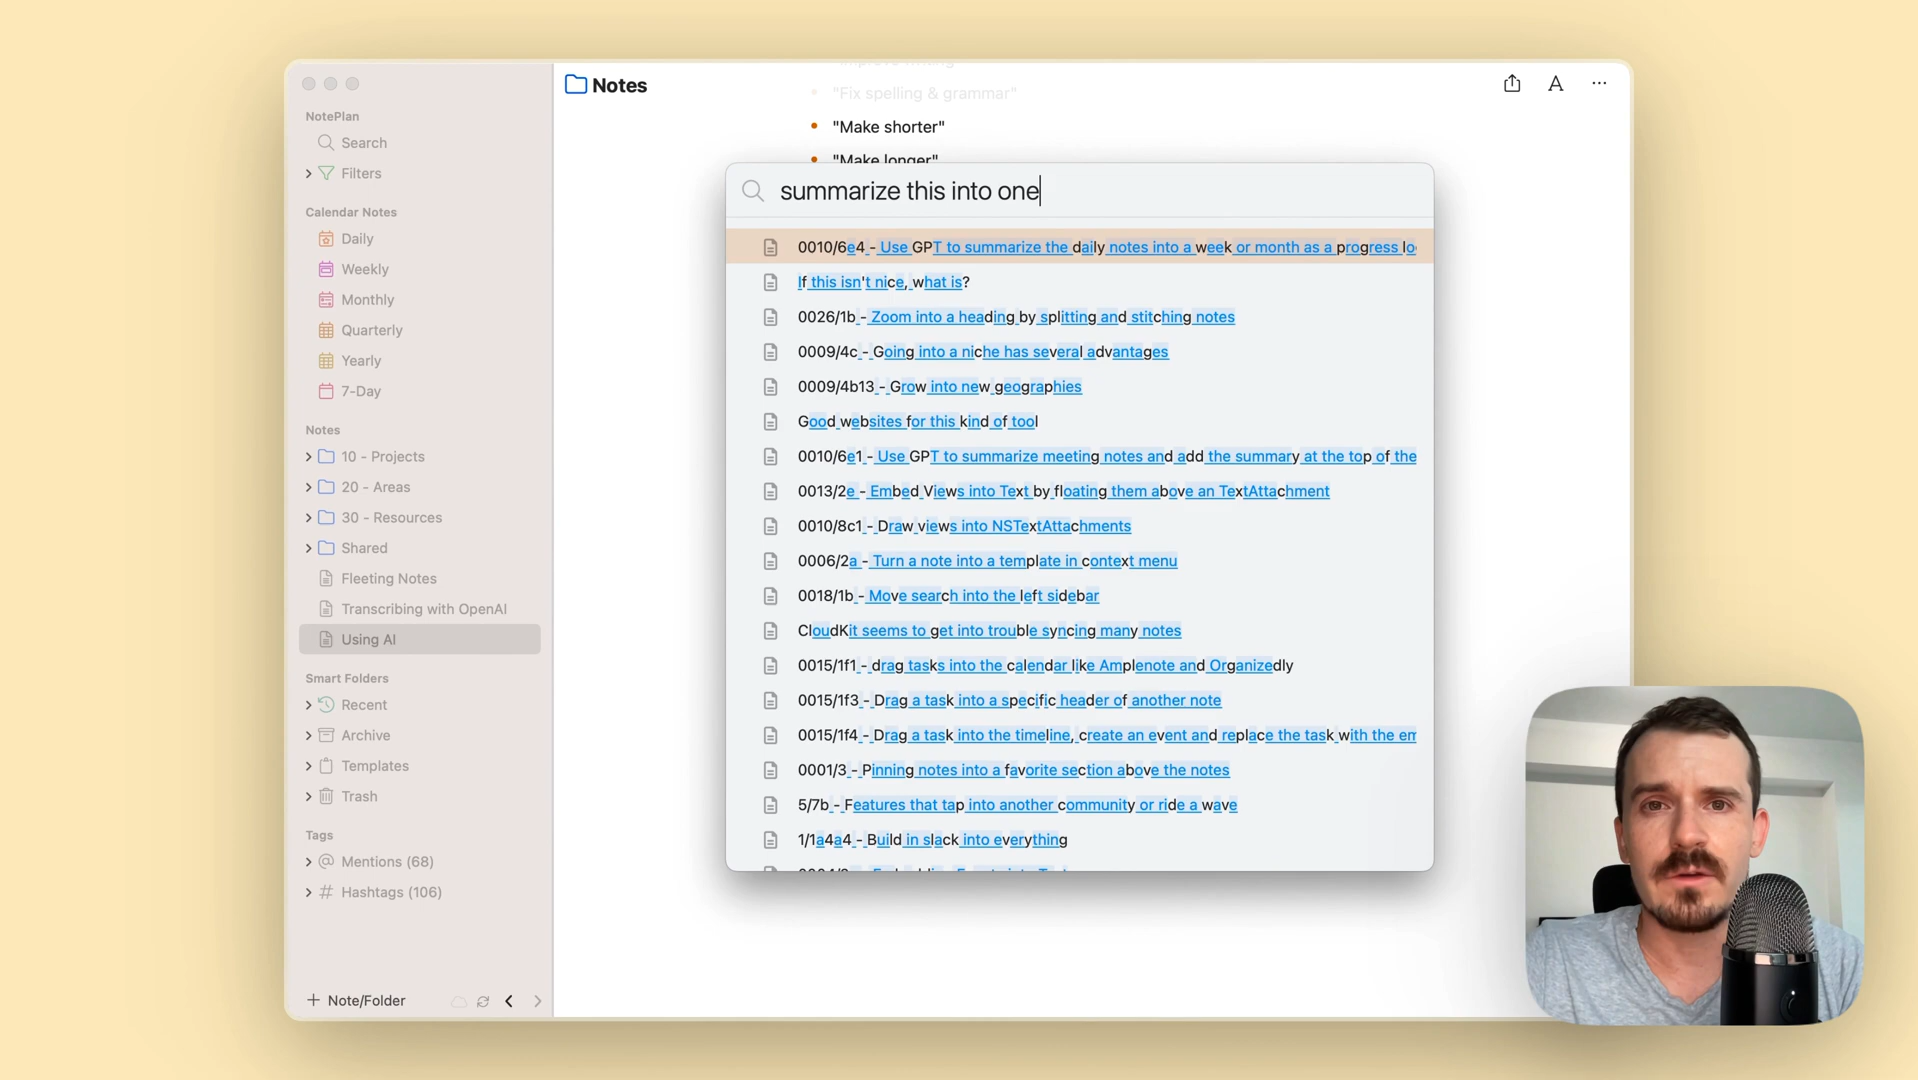 NotePlan
Search
Filters
Calendar Notes
Daily
Weekly
Monthly
Quarterly
Yearly
7-Day
Notes
10 - Projects
20 - Areas
30 - Resources
Shared
Fleeting Notes
Transcribing with OpenAI
Using AI
Smart Folders
Recent
Archive
Templates
Trash
Tags
Mentions (68)
Hashtags (106)
Note/Folder
Notes
"Fix spelling & grammar"
"Make shorter"
"Make longer"
summarize this into one
0010/6e4 - Use GPT to summarize the daily notes into a week or month as a progress lo
If this isn't nice, what is?
0026/1b - Zoom into a heading by splitting and stitching notes
0009/4c - Going into a niche has several advantages
0009/4b13 - Grow into new geographies
Good websites for this kind of tool
0010/6e1 - Use GPT to summarize meeting notes and add the summary at the top of the
0013/2e - Embed Views into Text by floating them above an TextAttachment
0010/8c1 - Draw views into NSTextAttachments
0006/2a - Turn a note into a template in context menu
0018/1b - Move search into the left sidebar
CloudKit seems to get into trouble syncing many notes
0015/1f1 - drag tasks into the calendar like Amplenote and Organizedly
0015/1f3 - Drag a task into a specific header of another note
0015/1f4 - Drag a task into the timeline, create an event and replace the task with the em
0001/3 - Pinning notes into a favorite section above the notes
5/7b - Features that tap into another community or ride a wave
1/1a4a4 - Build in slack into everything